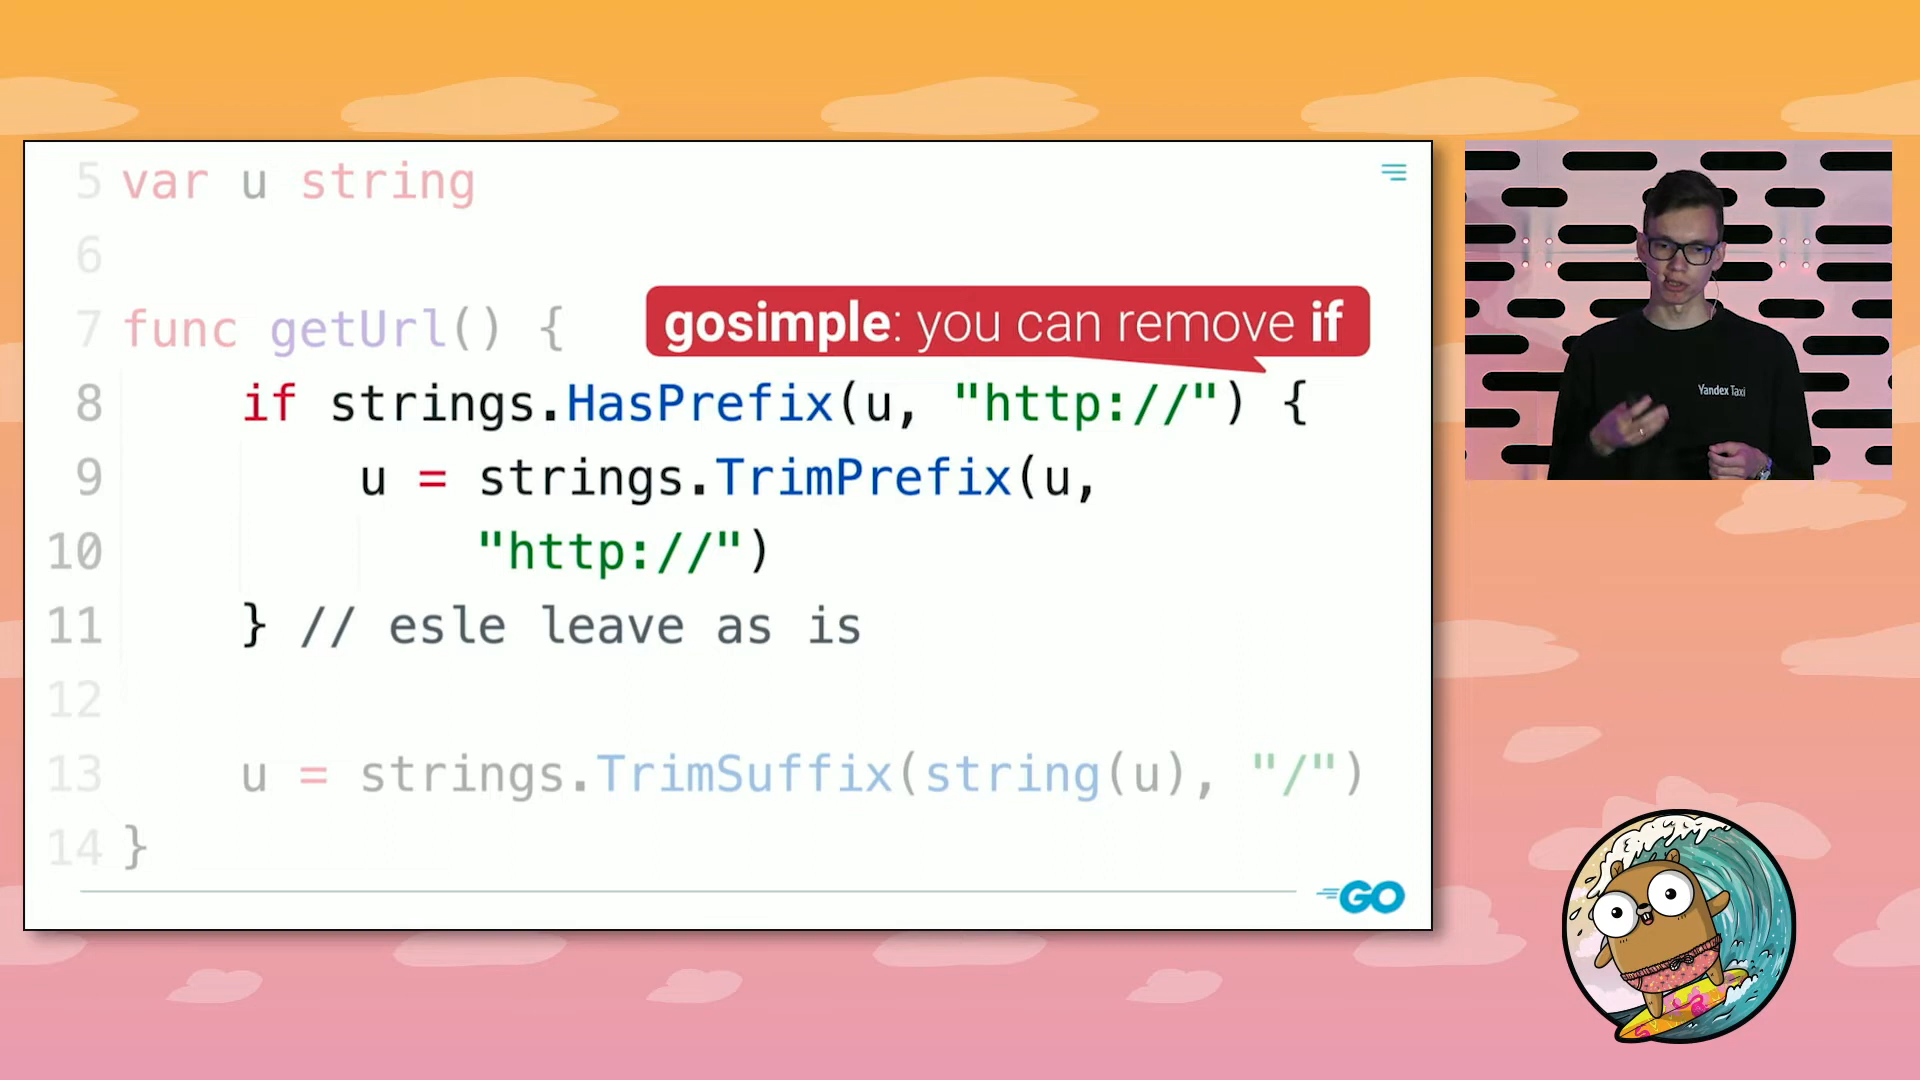 5 var u string
6
7 func getUrl() {
gosimple: you can remove if
8 if strings.HasPrefix(u, "http://") {
9 u = strings.TrimPrefix(u,
10 "http://")
11 } // esle leave as is
12
13 u = strings.TrimSuffix(string(u), "/")
14 }
GO
Yandex Taxi